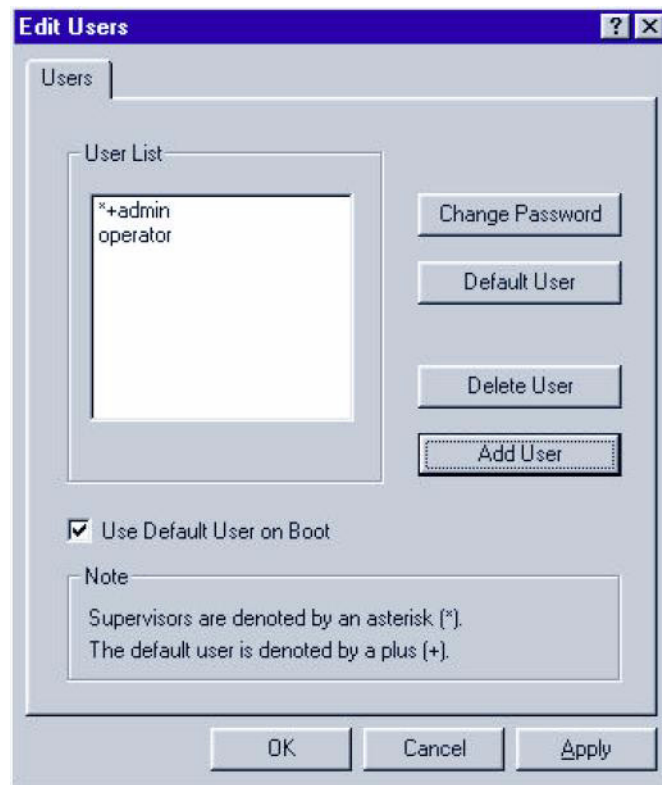 Edit Users
Users
User List
*+admin
operator
Change Password
Default User
Delete User
Add User
Use Default User on Boot
Note
Supervisors are denoted by an asterisk (*).
The default user is denoted by a plus (+).
OK
Cancel
Apply